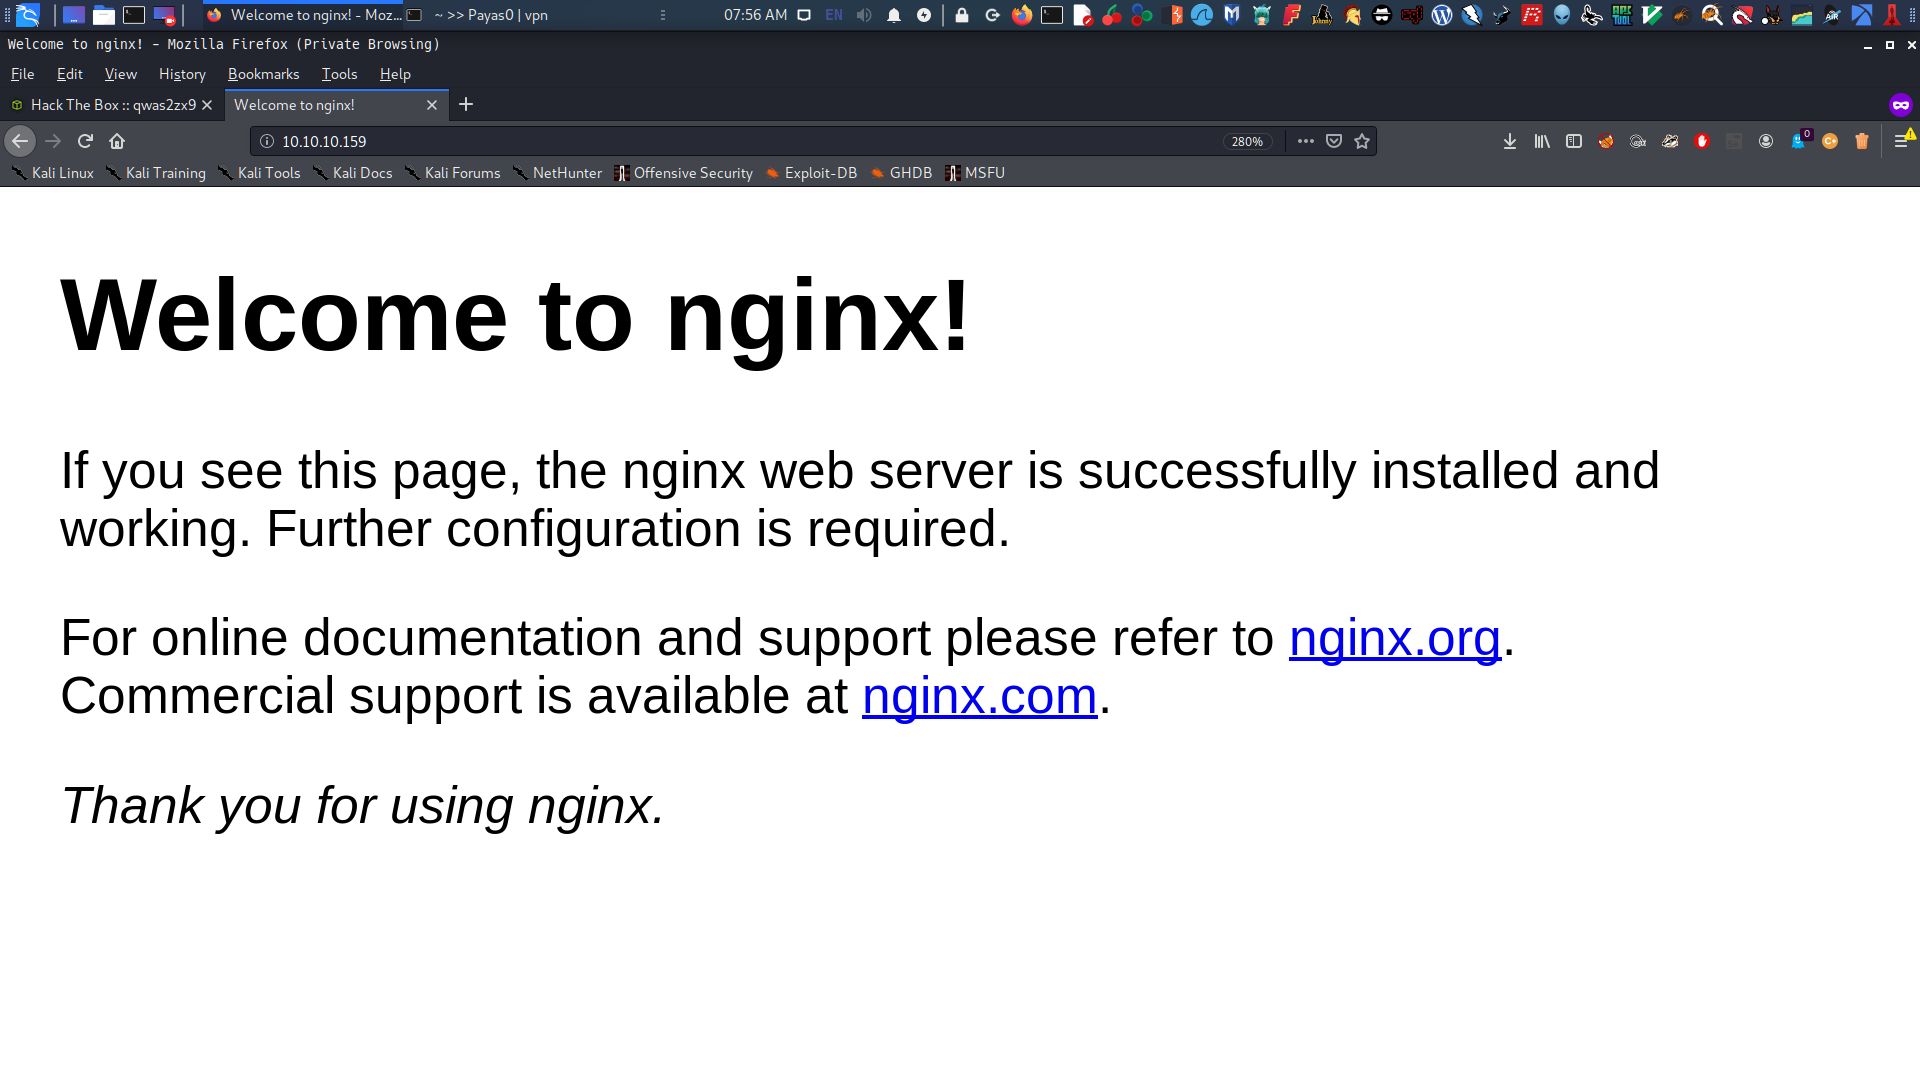 Welcome to nginx! - Moz... ~ >> Payas0 | vpn 07:56 AM EN
Welcome to nginx! - Mozilla Firefox (Private Browsing)
File Edit View History Bookmarks Tools Help
Hack The Box :: qwas2zx9 Welcome to nginx!
10.10.10.159 280% 0
Kali Linux Kali Training Kali Tools Kali Docs Kali Forums NetHunter Offensive Security Exploit-DB GHDB MSFU
Welcome to nginx!
If you see this page, the nginx web server is successfully installed and
working. Further configuration is required.
For online documentation and support please refer to nginx.org.
Commercial support is available at nginx.com.
Thank you for using nginx.